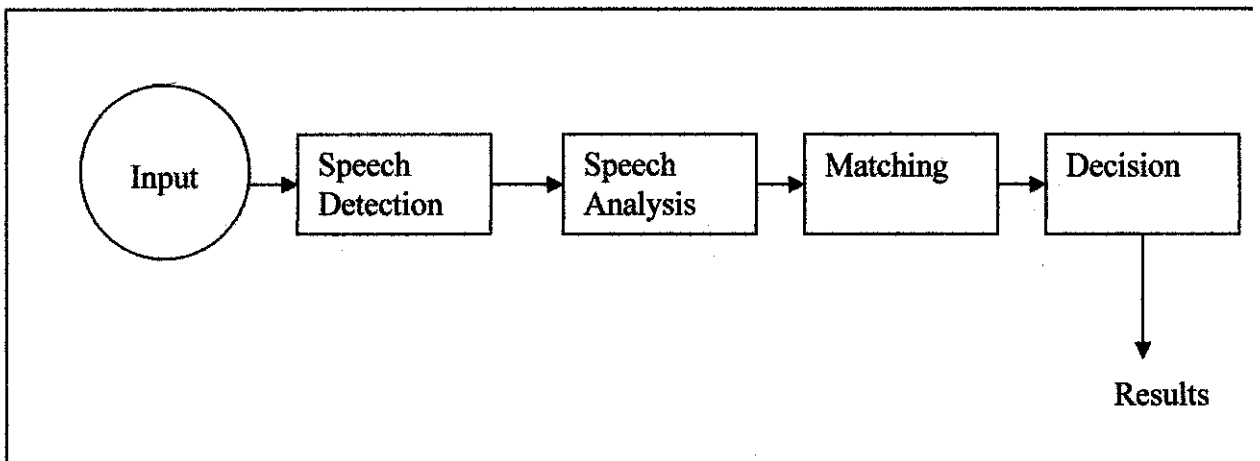 Input
Speech
Detection
Speech
Analysis
Matching
Decision
Results